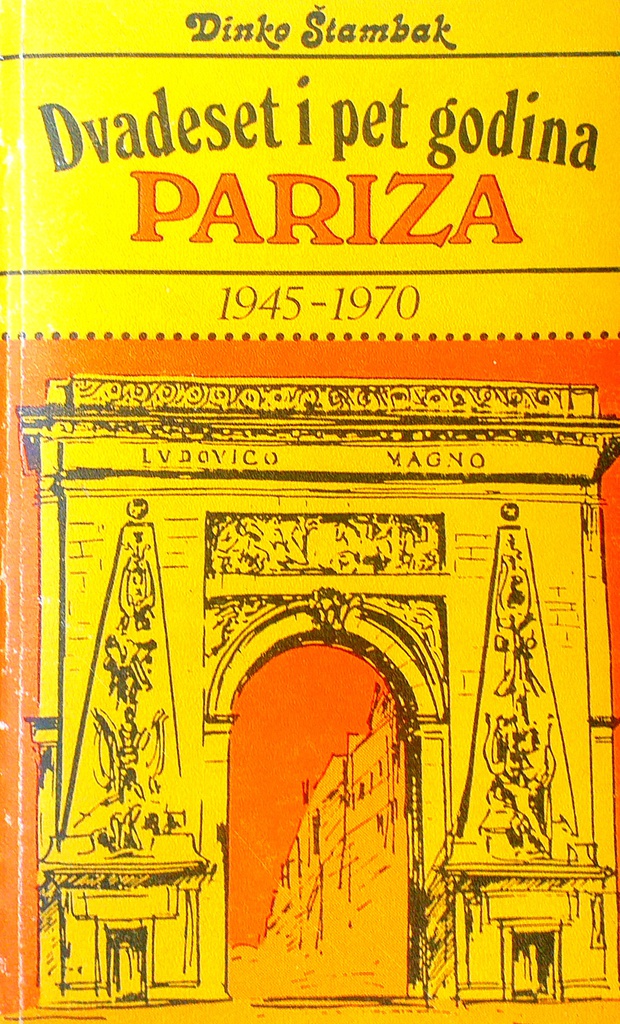 Dinko Štambak
Dvadeset i pet godina
PARIZA
1945-1970
LVDOVICO MAGNO